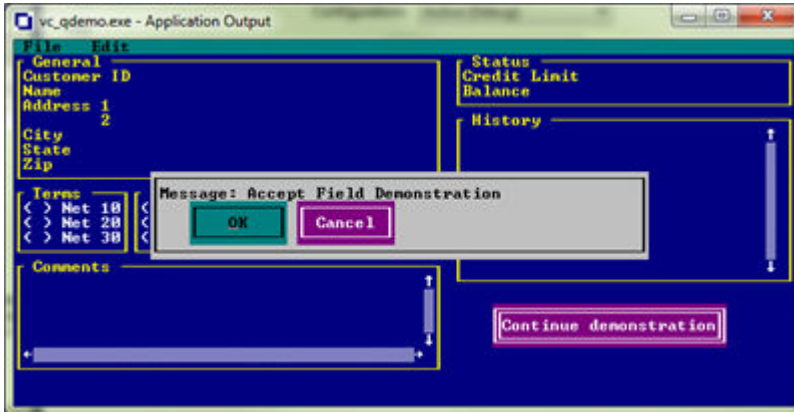 vc_qdemo.exe - Application Output
File Edit
General
Customer ID
Name
Address 1
2
City
State
Zip
Status
Credit Limit
Balance
History
Terms
( ) Net 10
( ) Net 20
( ) Net 30
Message: Accept Field Demonstration
OK
Cancel
Comments
Continue demonstration